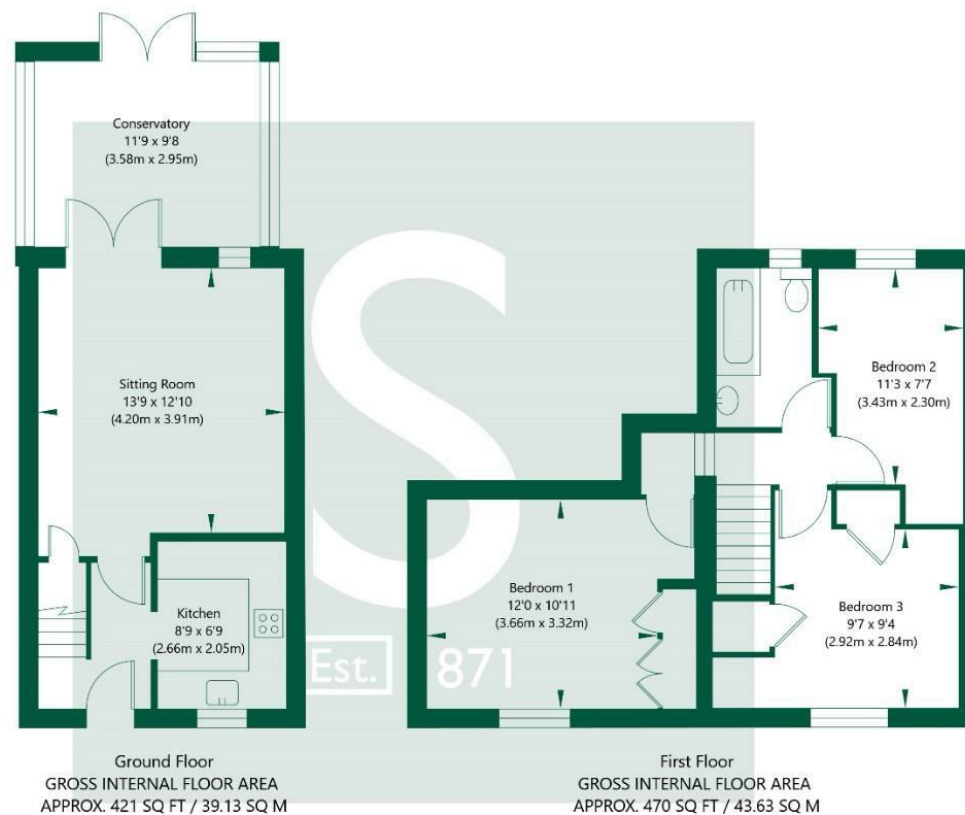 Conservatory
11'9 x 9'8
(3.58m x 2.95m)
Sitting Room
13'9 x 12'10
(4.20m x 3.91m)
Kitchen
8'9 x 6'9
(2.66m x 2.05m)
Bedroom 2
11'3 x 7'7
(3.43m x 2.30m)
Bedroom 1
12'0 x 10'11
(3.66m x 3.32m)
Bedroom 3
9'7 x 9'4
(2.92m x 2.84m)
S
Est. 871
Ground Floor
GROSS INTERNAL FLOOR AREA
APPROX. 421 SQ FT / 39.13 SQ M
First Floor
GROSS INTERNAL FLOOR AREA
APPROX. 470 SQ FT / 43.63 SQ M